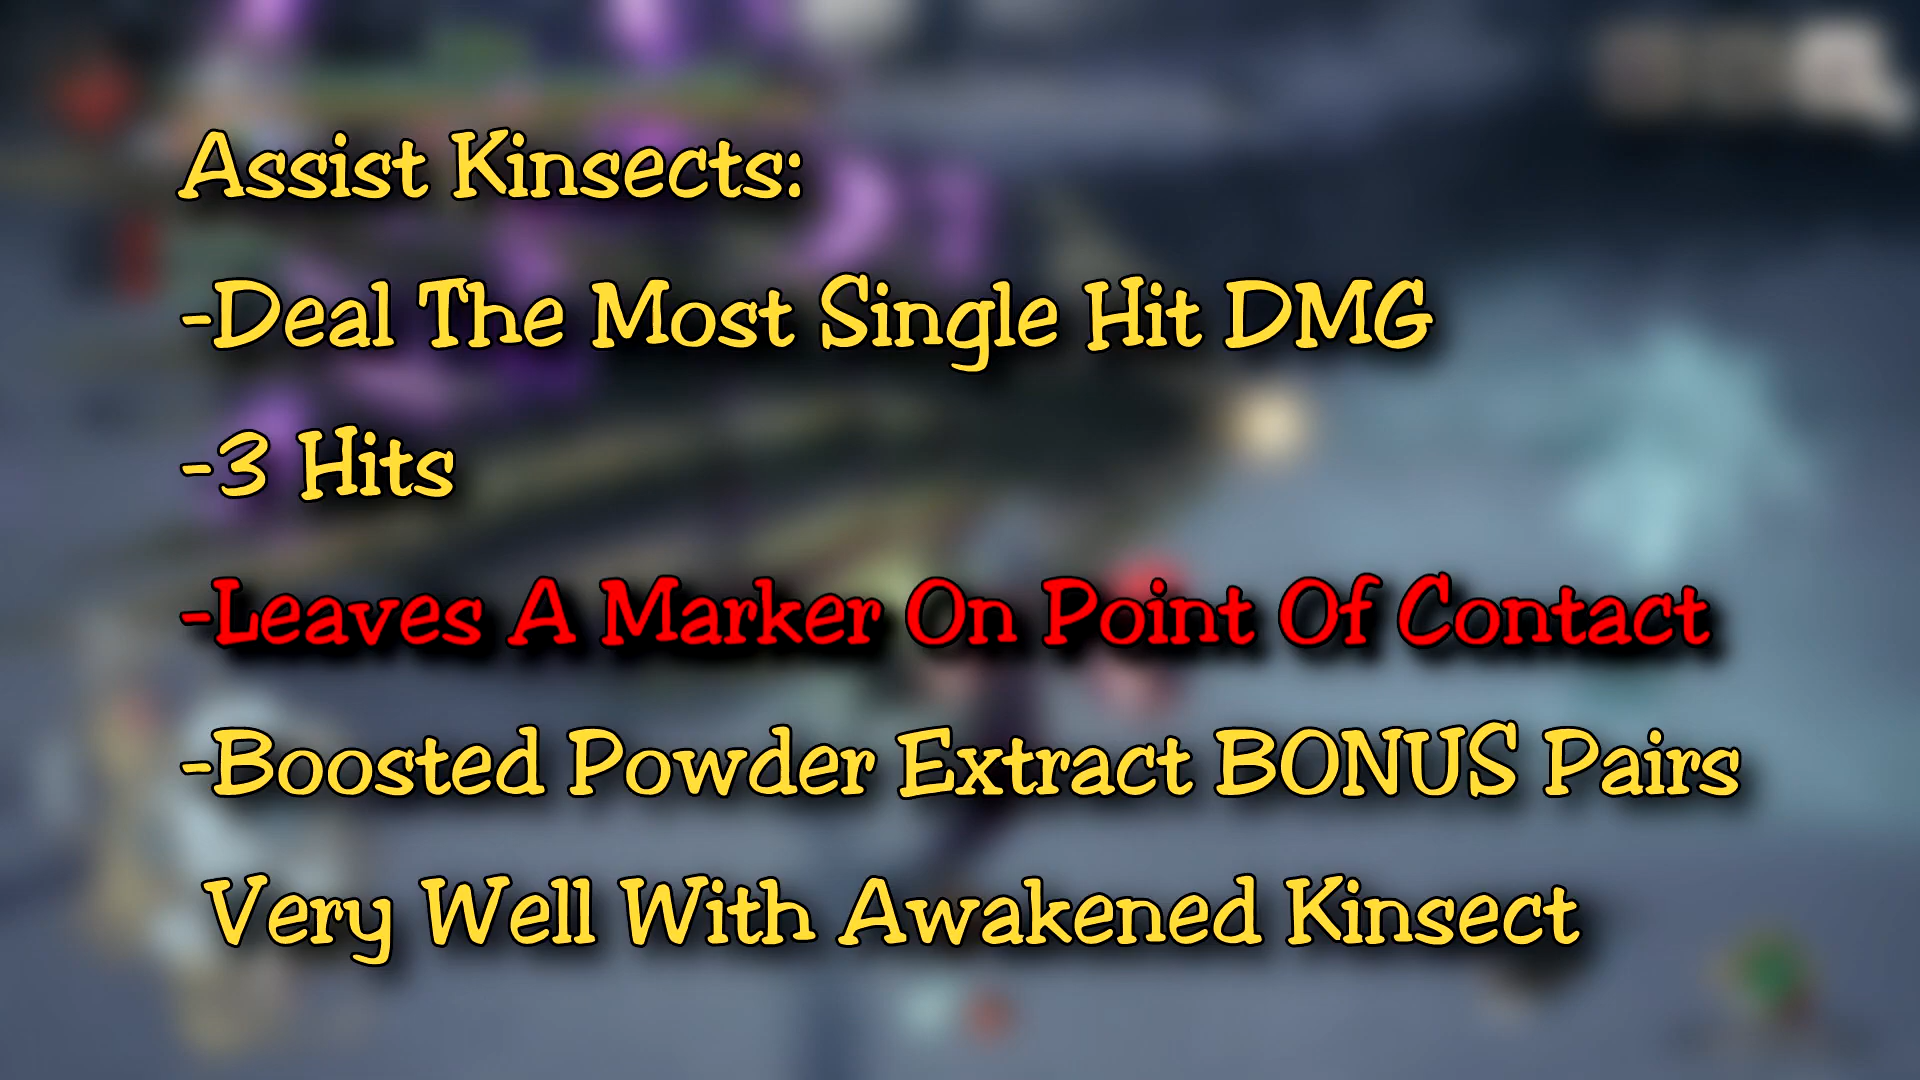 Assist Kinsects:
-Deal The Most Single Hit DMG
-3 Hits
-Leaves A Marker On Point Of Contact
-Boosted Powder Extract BONUS Pairs
Very Well With Awakened Kinsect